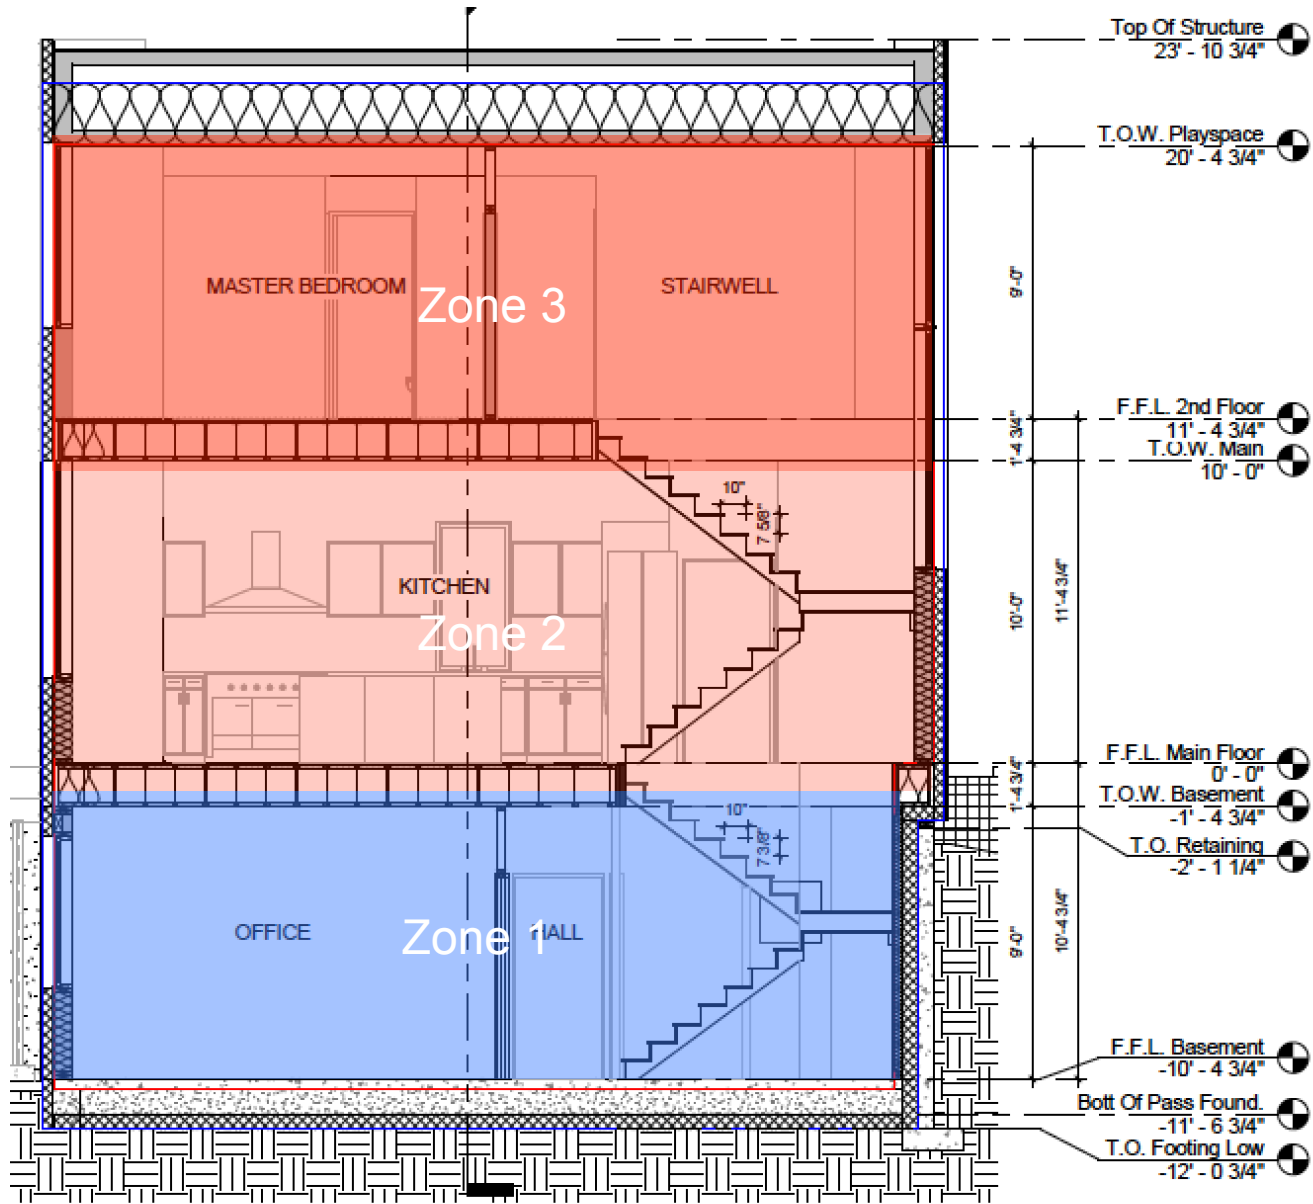 Top Of Structure
23' - 10 3/4"
T.O.W. Playspace
20' - 4 3/4"
9'-0"
MASTER BEDROOM
Zone 3
STAIRWELL
F.F.L. 2nd Floor
11' - 4 3/4"
1'-4 3/4"
T.O.W. Main
10' - 0"
10"
7 5/8"
KITCHEN
Zone 2
10'-0"
11'-4 3/4"
F.F.L. Main Floor
0' - 0"
1'-4 3/4"
T.O.W. Basement
-1' - 4 3/4"
10"
7 3/8"
T.O. Retaining
-2' - 1 1/4"
OFFICE
Zone 1
HALL
9'-0"
10'-4 3/4"
F.F.L. Basement
-10' - 4 3/4"
Bott Of Pass Found.
-11' - 6 3/4"
T.O. Footing Low
-12' - 0 3/4"